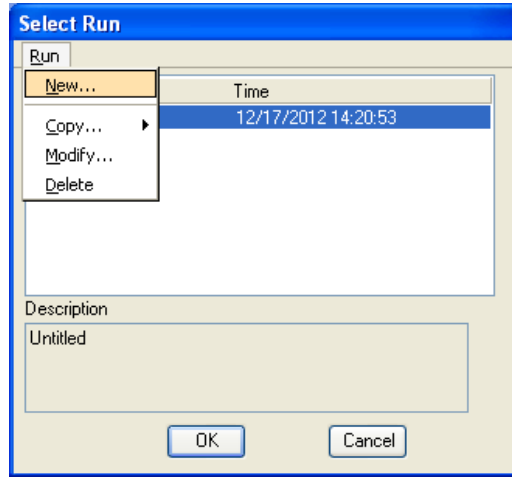 Select Run
Run
New...
Time
12/17/2012 14:20:53
Copy...
Modify...
Delete
Description
Untitled
OK
Cancel